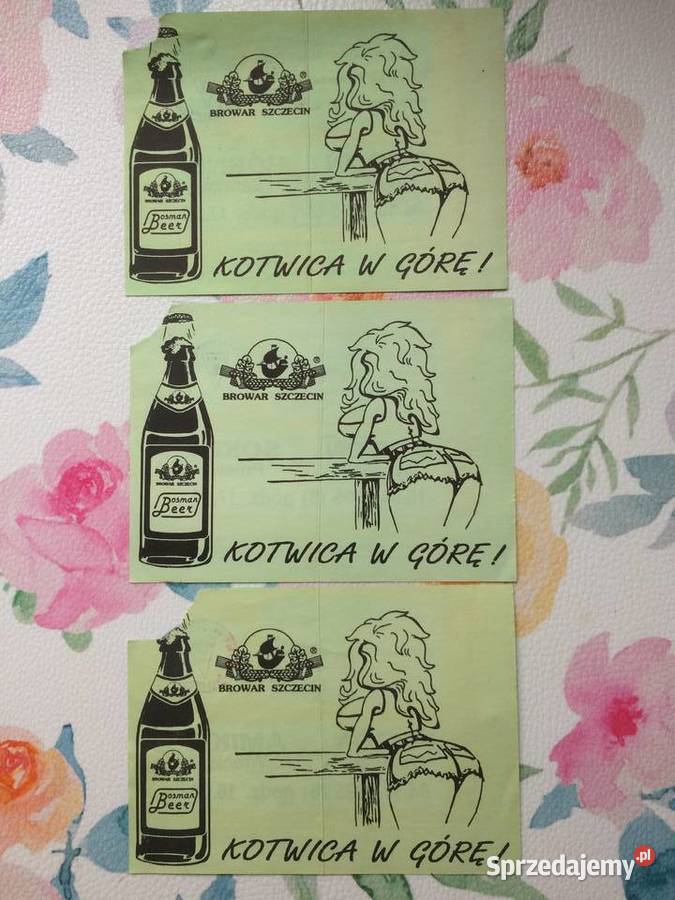 ®
BROWAR SZCZECIN
BROWAR SZCZECIN
Bosman
Beer
KOTWICA W GÓRĘ!
®
BROWAR SZCZECIN
BROWAR SZCZECIN
Bosman
Beer
KOTWICA W GÓRĘ!
®
BROWAR SZCZECIN
BROWAR SZCZECIN
Bosman
Beer
KOTWICA W GÓRĘ!
Sprzedajemy.pl